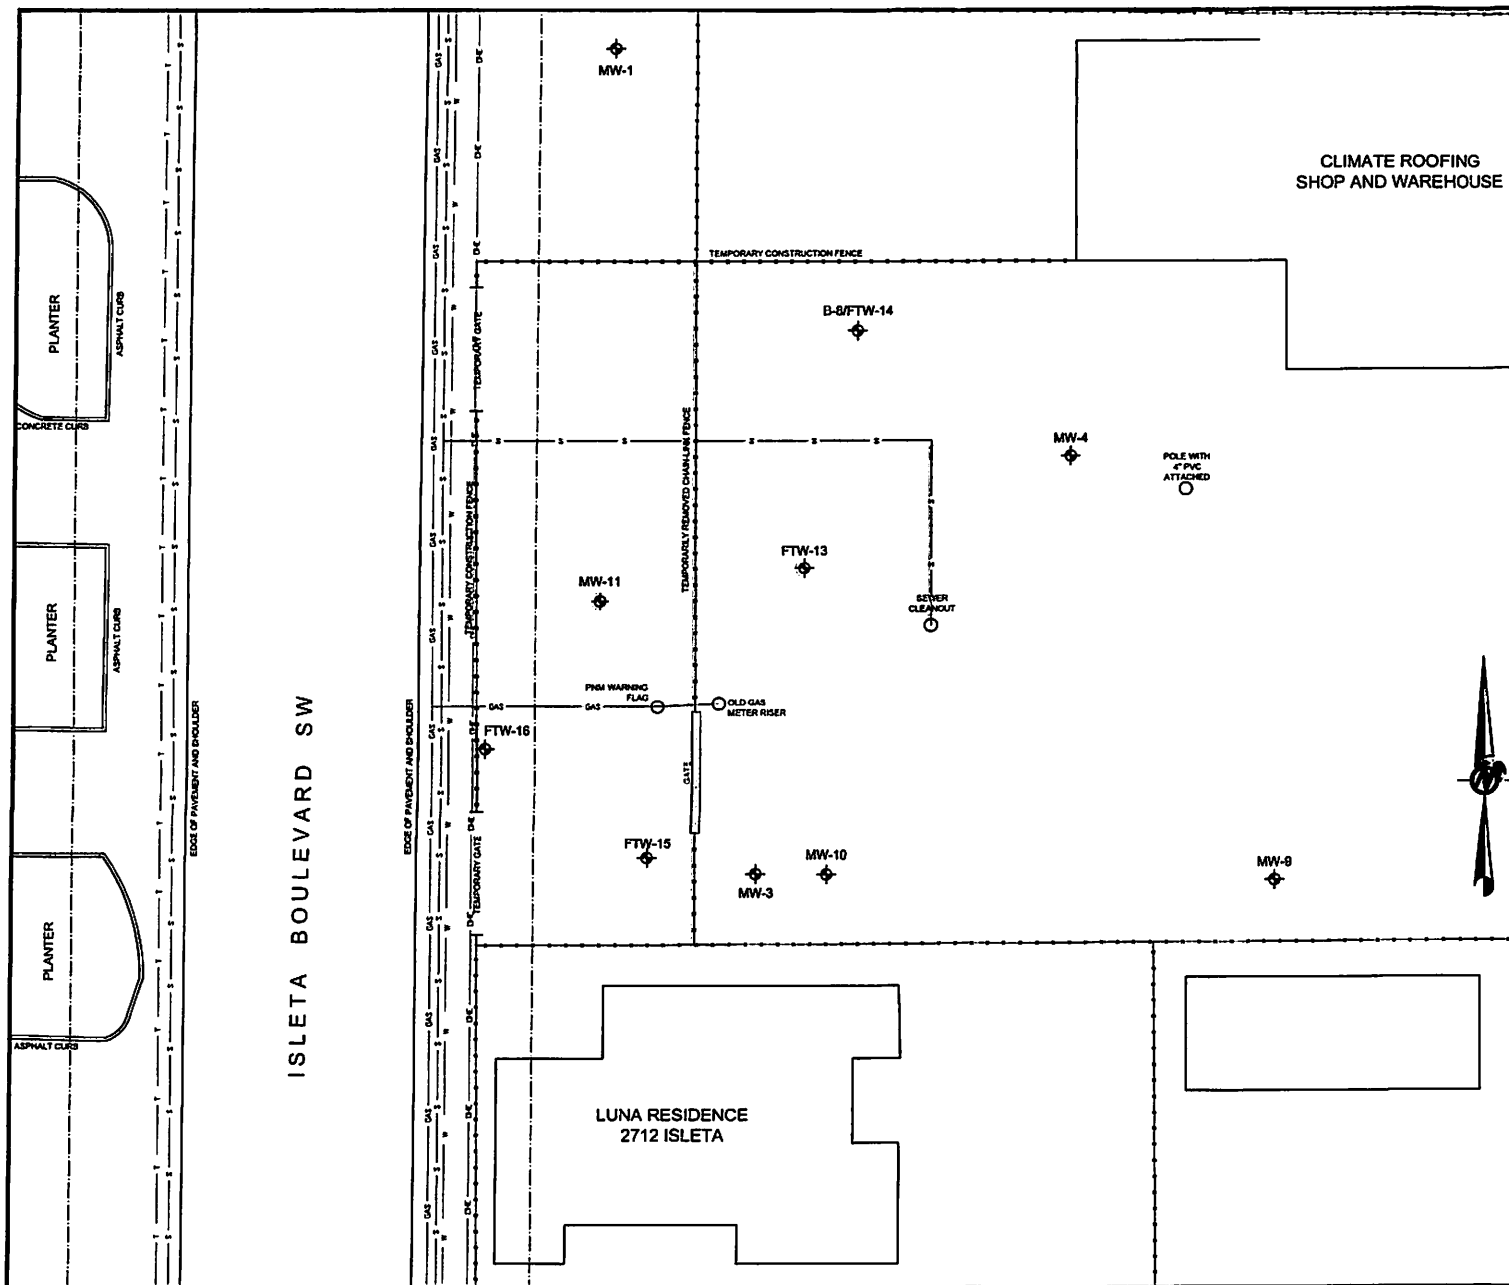 MW-1
CLIMATE ROOFING
SHOP AND WAREHOUSE
TEMPORARY CONSTRUCTION FENCE
B-8/FTW-14
PLANTER
ASPHALT CURB
TEMPORARY GATE
CONCRETE CURB
MW-4
POLE WITH
4" PVC
ATTACHED
TEMPORARILY REMOVED CHAIN-LINK FENCE
TEMPORARY CONSTRUCTION FENCE
FTW-13
MW-11
SEWER
CLEANOUT
PLANTER
ASPHALT CURB
PNM WARNING
FLAG
OLD GAS
METER RISER
GAS
GAS
FTW-16
EDGE OF PAVEMENT AND SHOULDER
EDGE OF PAVEMENT AND SHOULDER
ISLETA BOULEVARD SW
GATE
FTW-15
MW-3
MW-10
MW-9
TEMPORARY GATE
PLANTER
ASPHALT CURB
LUNA RESIDENCE
2712 ISLETA